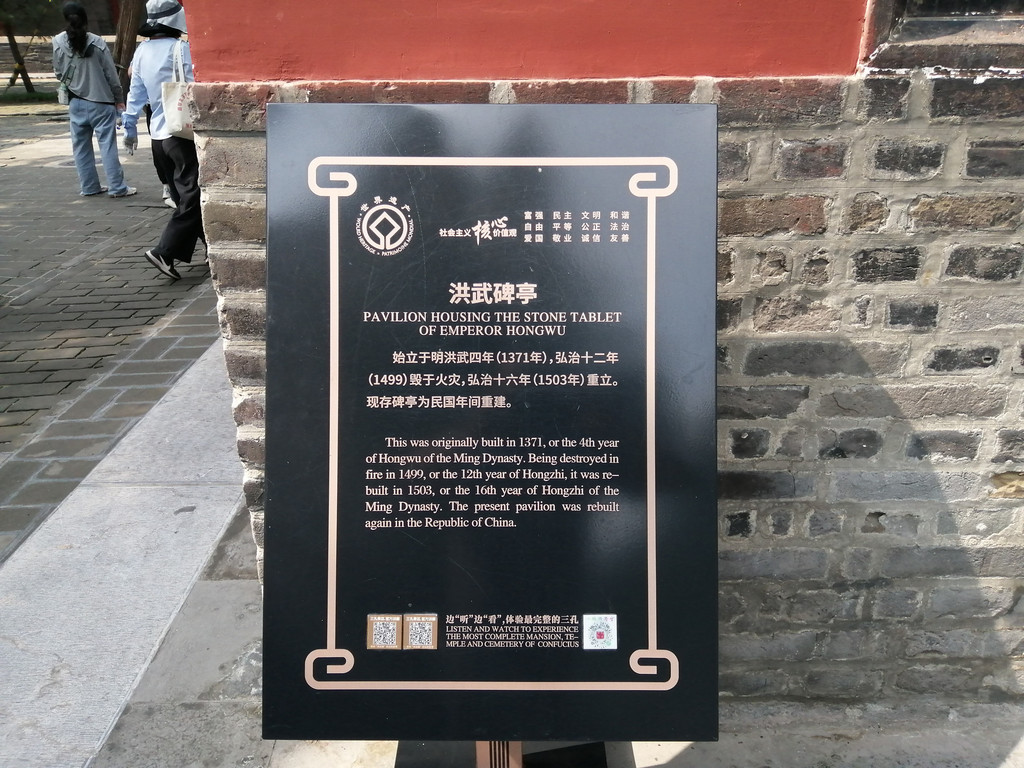 世界遗产
WORLD HERITAGE • PATRIMOINE MONDIAL
社会主义核心价值观
富强 民主 文明 和谐
自由 平等 公正 法治
爱国 敬业 诚信 友善
洪武碑亭
PAVILION HOUSING THE STONE TABLET
OF EMPEROR HONGWU
始立于明洪武四年(1371年),弘治十二年
(1499)毁于火灾,弘治十六年(1503年)重立。
现存碑亭为民国年间重建。
This was originally built in 1371, or the 4th year
of Hongwu of the Ming Dynasty. Being destroyed in
fire in 1499, or the 12th year of Hongzhi, it was re-
built in 1503, or the 16th year of Hongzhi of the
Ming Dynasty. The present pavilion was rebuilt
again in the Republic of China.
边“听”边“看”,体验最完整的三孔
LISTEN AND WATCH TO EXPERIENCE
THE MOST COMPLETE MANSION, TE-
MPLE AND CEMETERY OF CONFUCIUS